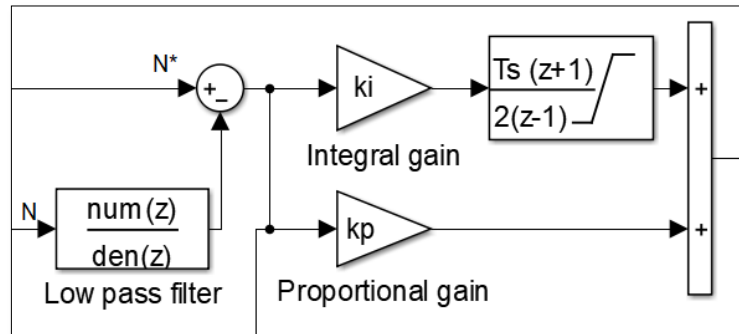 N*
+
-
ki
Ts (z+1)
2(z-1)
+
Integral gain
N
num(z)
den(z)
kp
+
Low pass filter
Proportional gain